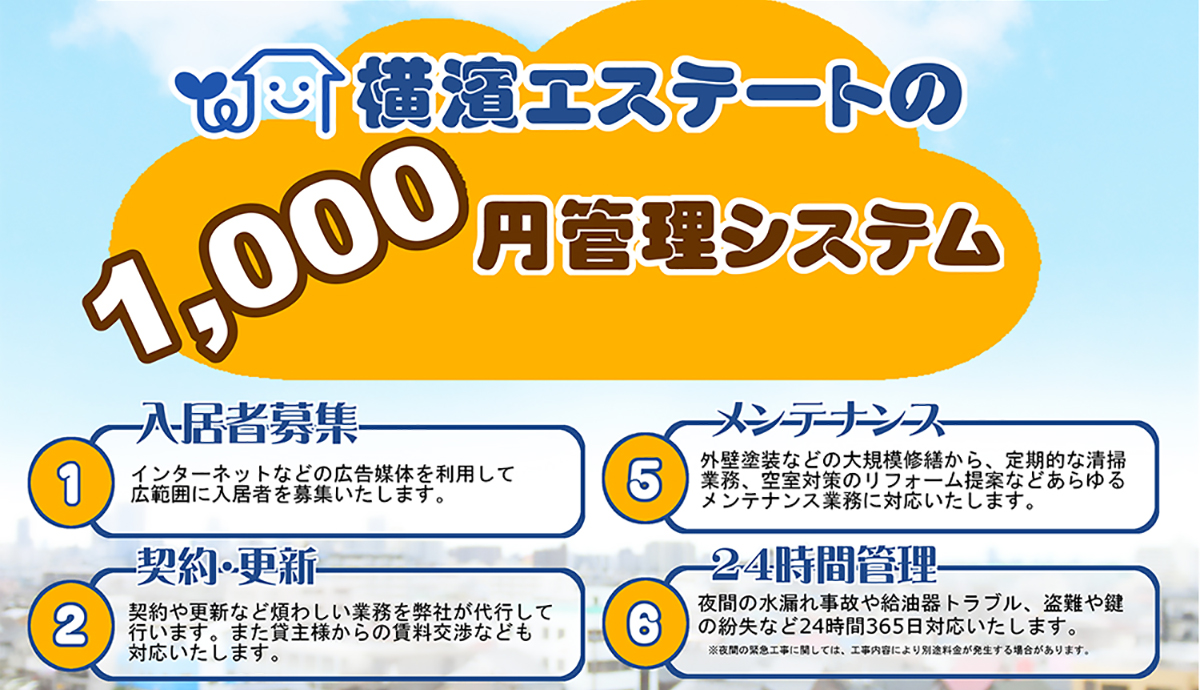 横濱エステートの
1,000円管理システム
1
入居者募集
インターネットなどの広告媒体を利用して
広範囲に入居者を募集いたします。
2
契約・更新
契約や更新など煩わしい業務を弊社が代行して
行います。また貸主様からの賃料交渉なども
対応いたします。
5
メンテナンス
外壁塗装などの大規模修繕から、定期的な清掃
業務、空室対策のリフォーム提案などあらゆる
メンテナンス業務に対応いたします。
6
24時間管理
夜間の水漏れ事故や給油器トラブル、盗難や鍵
の紛失など24時間365日対応いたします。
※夜間の緊急工事に関しては、工事内容により別途料金が発生する場合があります。